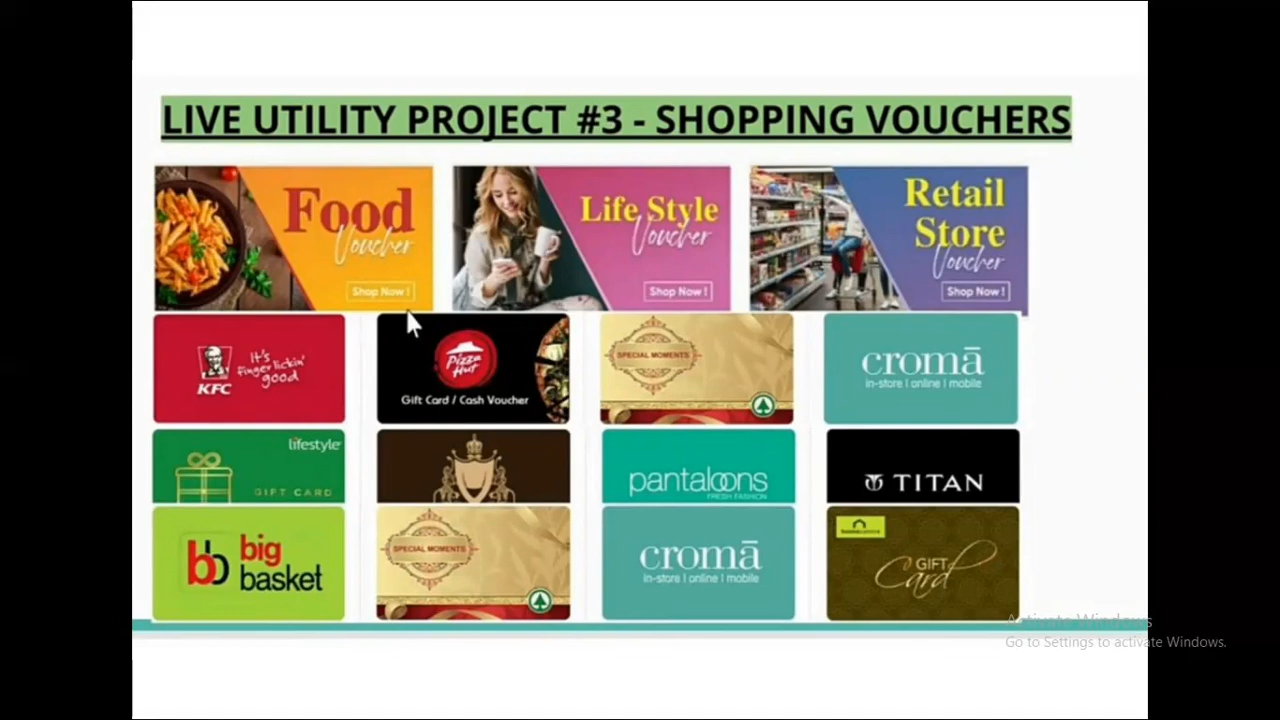 LIVE UTILITY PROJECT #3 - SHOPPING VOUCHERS
Food
Voucher
Shop Now !
Life Style
Voucher
Shop Now !
Retail
Store
Voucher
Shop Now !
KFC
It's
finger lickin'
good
Pizza
Hut
Gift Card / Cash Voucher
SPECIAL MOMENTS
cromā
in-store | online | mobile
lifestyle
GIFT CARD
pantaloons
FRESH FASHION
TITAN
bb
big
basket
SPECIAL MOMENTS
cromā
in-store | online | mobile
GIFT
Card
Activate Windows
Go to Settings to activate Windows.